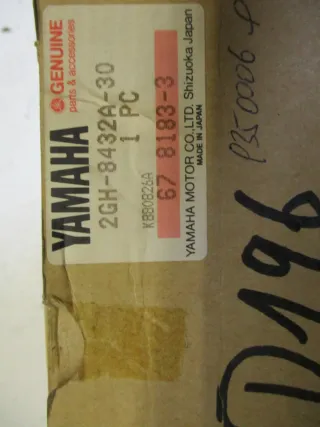 GENUINE
parts & accessories
YAMAHA
2GH-8432A-30
1 PC
K880826A
67 8183-3
YAMAHA MOTOR CO.,LTD. Shizuoka Japan
MADE IN JAPAN
D196